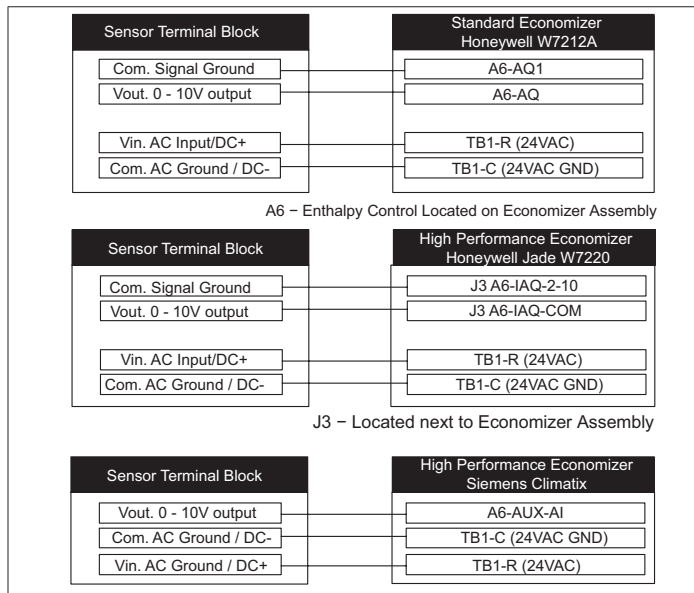 Sensor Terminal Block
Standard Economizer
Honeywell W7212A
Com. Signal Ground
A6-AQ1
Vout. 0 - 10V output
A6-AQ
Vin. AC Input/DC+
TB1-R (24VAC)
Com. AC Ground / DC-
TB1-C (24VAC GND)
A6 − Enthalpy Control Located on Economizer Assembly
Sensor Terminal Block
High Performance Economizer
Honeywell Jade W7220
Com. Signal Ground
J3 A6-IAQ-2-10
Vout. 0 - 10V output
J3 A6-IAQ-COM
Vin. AC Input/DC+
TB1-R (24VAC)
Com. AC Ground / DC-
TB1-C (24VAC GND)
J3 − Located next to Economizer Assembly
Sensor Terminal Block
High Performance Economizer
Siemens Climatix
Vout. 0 - 10V output
A6-AUX-AI
Com. AC Ground / DC-
TB1-C (24VAC GND)
Vin. AC Ground / DC+
TB1-R (24VAC)